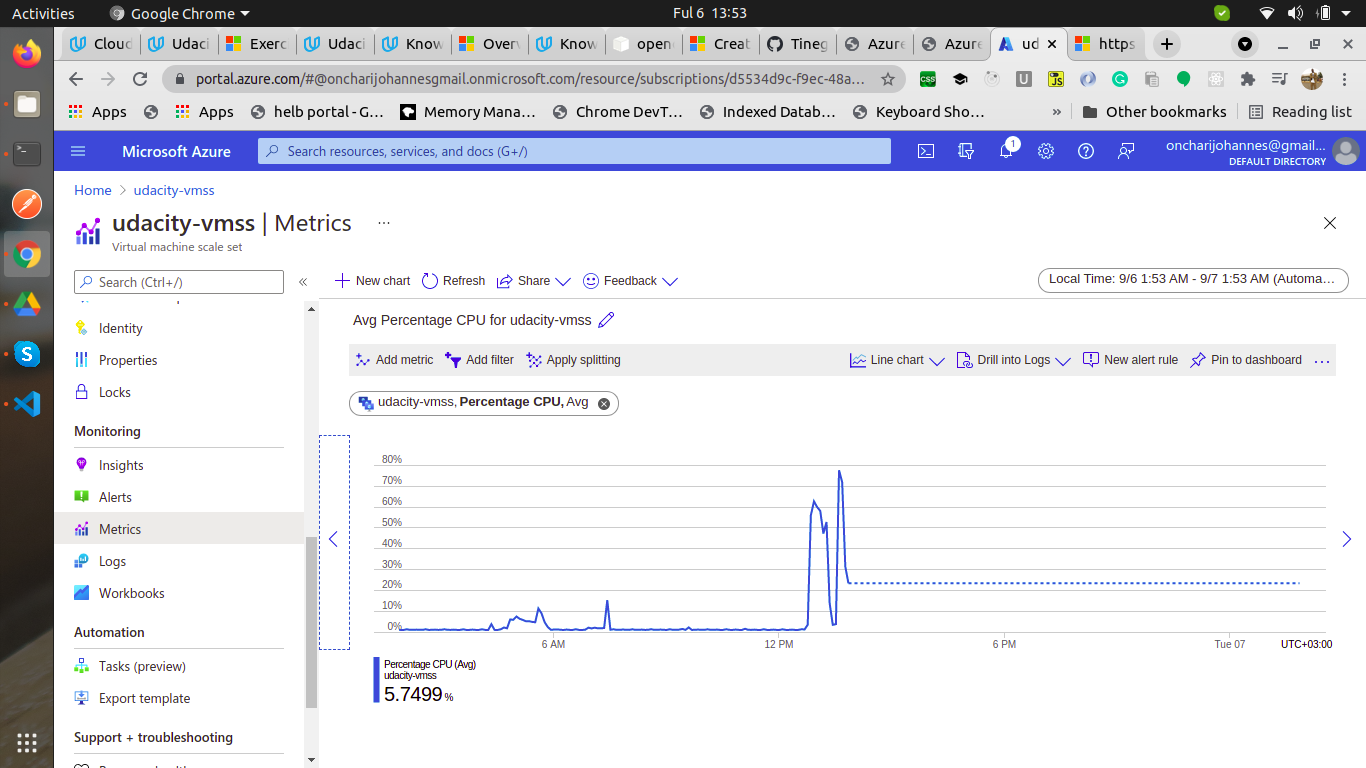 Activities
Google Chrome
Ful 6 13:53
Cloud
Udaci
Exerc
Udaci
Know
Overv
Know
open
Creat
Tineg
Azure
Azure
ud
https
portal.azure.com/#@oncharijohannesgmail.onmicrosoft.com/resource/subscriptions/d5534d9c-f9ec-48a…
Apps
Apps
helb portal - G…
Memory Mana…
Chrome DevT…
Indexed Datab…
Keyboard Sho…
»
Other bookmarks
Reading list
Microsoft Azure
Search resources, services, and docs (G+/)
1
oncharijohannes@gmail…
DEFAULT DIRECTORY
Home > udacity-vmss
udacity-vmss | Metrics ...
Virtual machine scale set
Search (Ctrl+/)
«
New chart
Refresh
Share
Feedback
Local Time: 9/6 1:53 AM - 9/7 1:53 AM (Automa…
Identity
Properties
Locks
Monitoring
Insights
Alerts
Metrics
Logs
Workbooks
Automation
Tasks (preview)
Export template
Support + troubleshooting
Avg Percentage CPU for udacity-vmss
Add metric
Add filter
Apply splitting
Line chart
Drill into Logs
New alert rule
Pin to dashboard
...
udacity-vmss, Percentage CPU, Avg
80%
70%
60%
50%
40%
30%
20%
10%
0%
6 AM
12 PM
6 PM
Tue 07
UTC+03:00
Percentage CPU (Avg)
udacity-vmss
5.7499 %